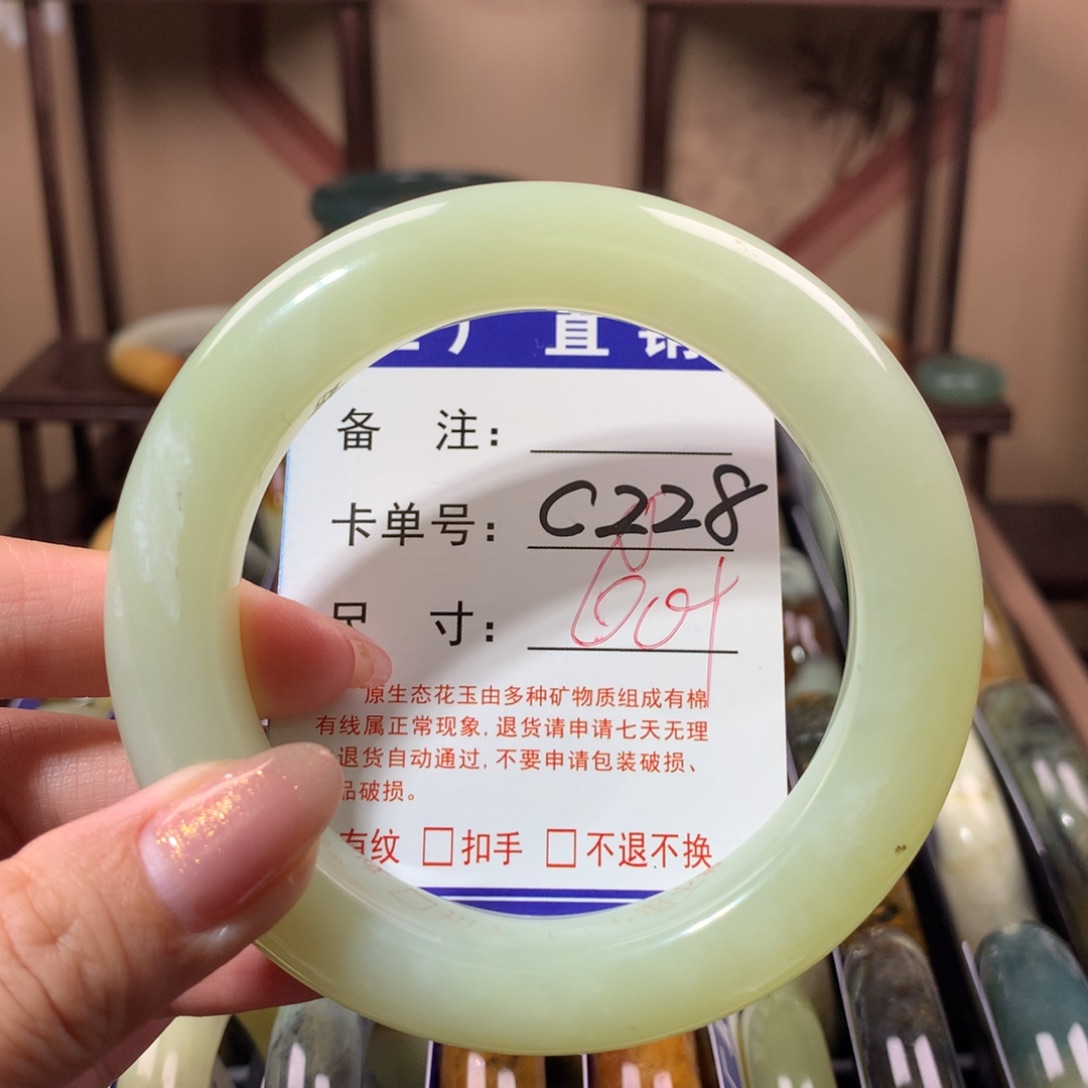 厂 直 销
备 注：
卡单号： C228
尺 寸：
原生态花玉由多种矿物质组成有棉
有线属正常现象,退货请申请七天无理
退货自动通过,不要申请包装破损、
品破损。
有纹 □扣手 □不退不换